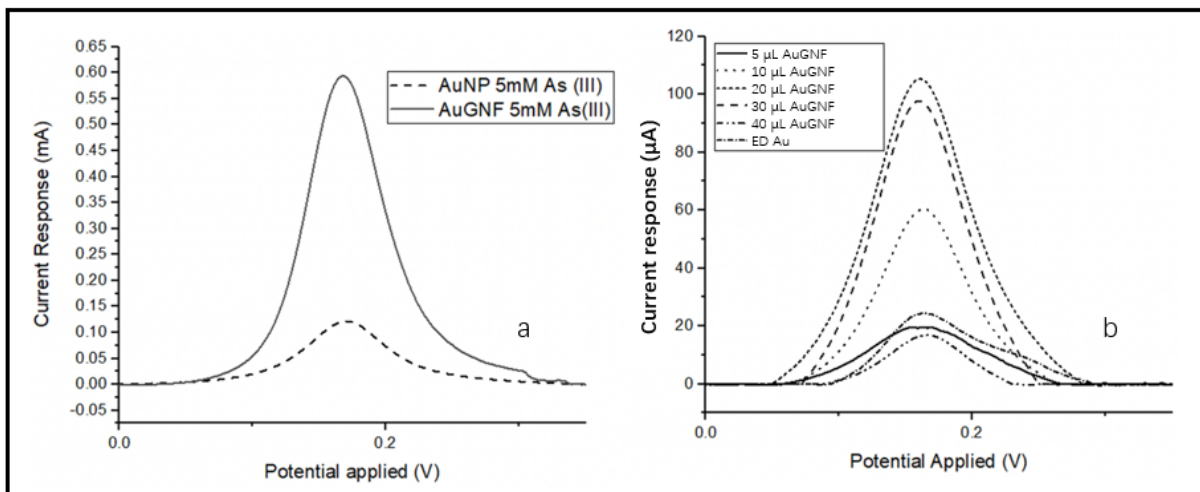 0.65
0.60
0.55
0.50
0.45
0.40
0.35
0.30
0.25
0.20
0.15
0.10
0.05
0.00
-0.05
Current Response (mA)
AuNP 5mM As (III)
AuGNF 5mM As(III)
a
0.0
0.2
Potential applied (V)
120
100
80
60
40
20
0
Current response (μA)
5 μL AuGNF
10 μL AuGNF
20 μL AuGNF
30 μL AuGNF
40 μL AuGNF
ED Au
b
0.0
0.2
Potential Applied (V)